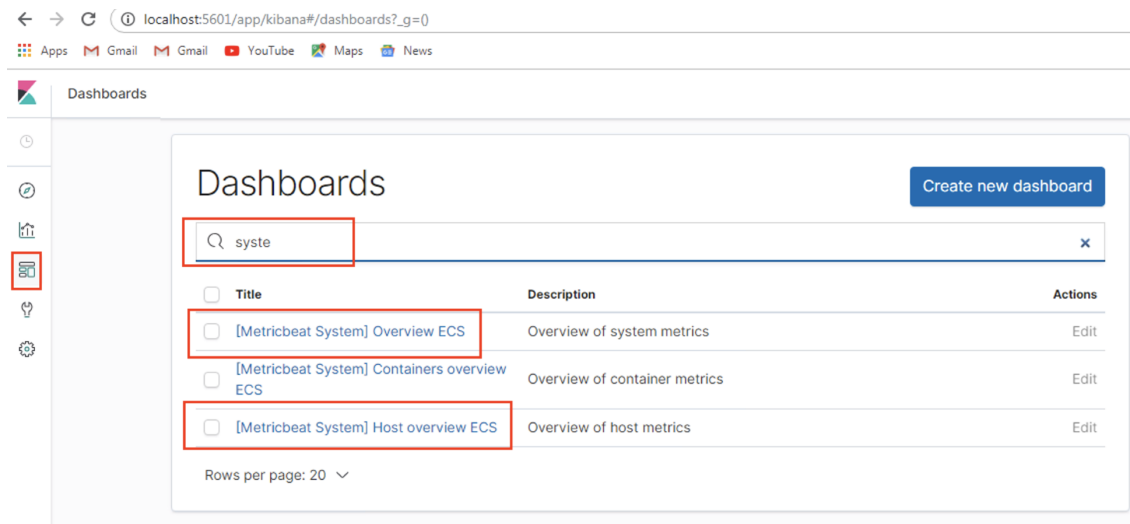 localhost:5601/app/kibana#/dashboards?_g=()
Apps Gmail Gmail YouTube Maps News
Dashboards
Dashboards
Create new dashboard
syste
Title Description Actions
[Metricbeat System] Overview ECS Overview of system metrics Edit
[Metricbeat System] Containers overview
ECS
Overview of container metrics Edit
[Metricbeat System] Host overview ECS Overview of host metrics Edit
Rows per page: 20